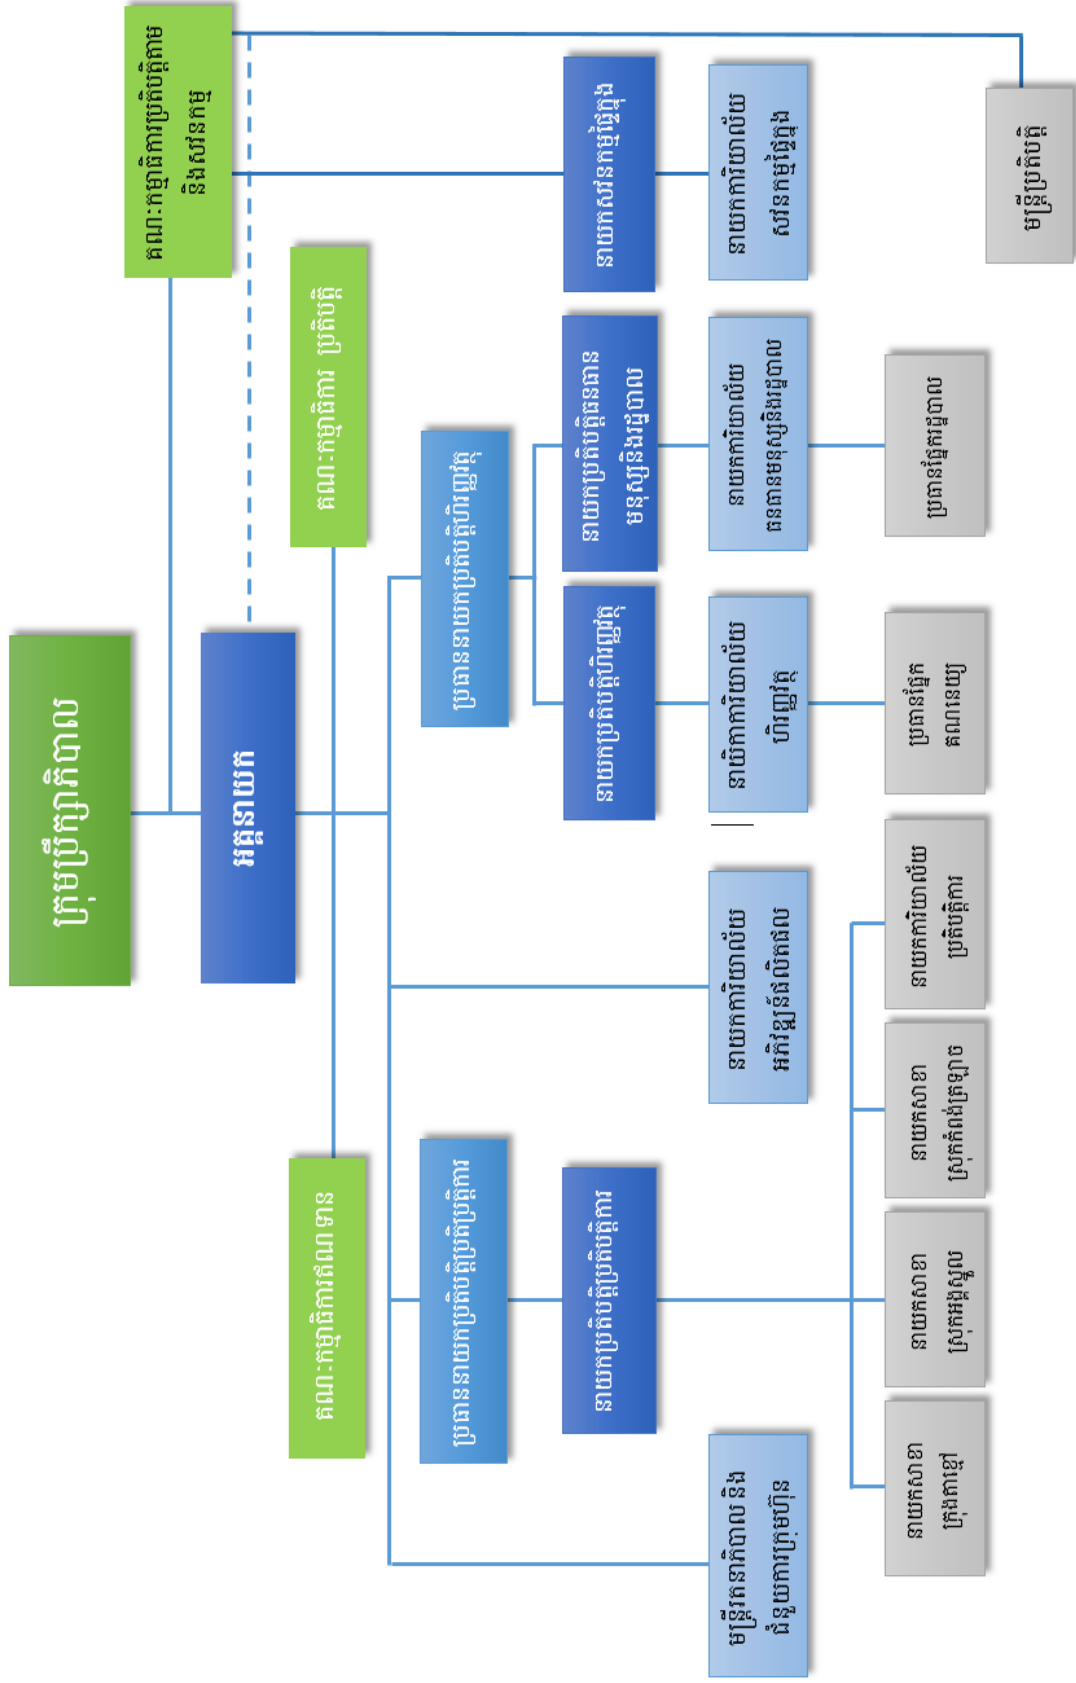 ក្រុមប្រឹក្សាភិបាល
គណៈកម្មាធិការប្រតិបត្តិតាម
និងសវនកម្ម
អគ្គនាយក
គណៈកម្មាធិការឥណទាន
គណៈកម្មាធិការ ប្រតិបត្តិ
ប្រធាននាយកប្រតិបត្តិប្រតិប្រត្តិការ
ប្រធាននាយកប្រតិបត្តិហិរញ្ញវត្ថុ
នាយកប្រតិបត្តិប្រតិបត្តិការ
នាយកប្រតិបត្តិហិរញ្ញវត្ថុ
នាយកប្រតិបត្តិធនធាន
មនុស្សនិងរដ្ឋបាល
នាយកសវនកម្មផ្ទៃក្នុង
មន្ត្រីរតនាភិបាល និង
ជំនួយការក្រុមហ៊ុន
នាយកការិយាល័យ
អភិវឌ្ឍន៍ផលិតផល
នាយិកាការិយាល័យ
ហិរញ្ញវត្ថុ
នាយកការិយាល័យ
ធនធានមនុស្សនិងរដ្ឋបាល
នាយកការិយាល័យ
សវនកម្មផ្ទៃក្នុង
នាយកសាខា
ក្រុងតាខ្មៅ
នាយកសាខា
ស្រុកអង្គស្នួល
នាយកសាខា
ស្រុកកំពង់ត្រឡាច
នាយកការិយាល័យ
ប្រតិបត្តិការ
ប្រធានផ្នែក
គណនេយ្យ
ប្រធានផ្នែករដ្ឋបាល
មន្ត្រីប្រតិបត្តិ